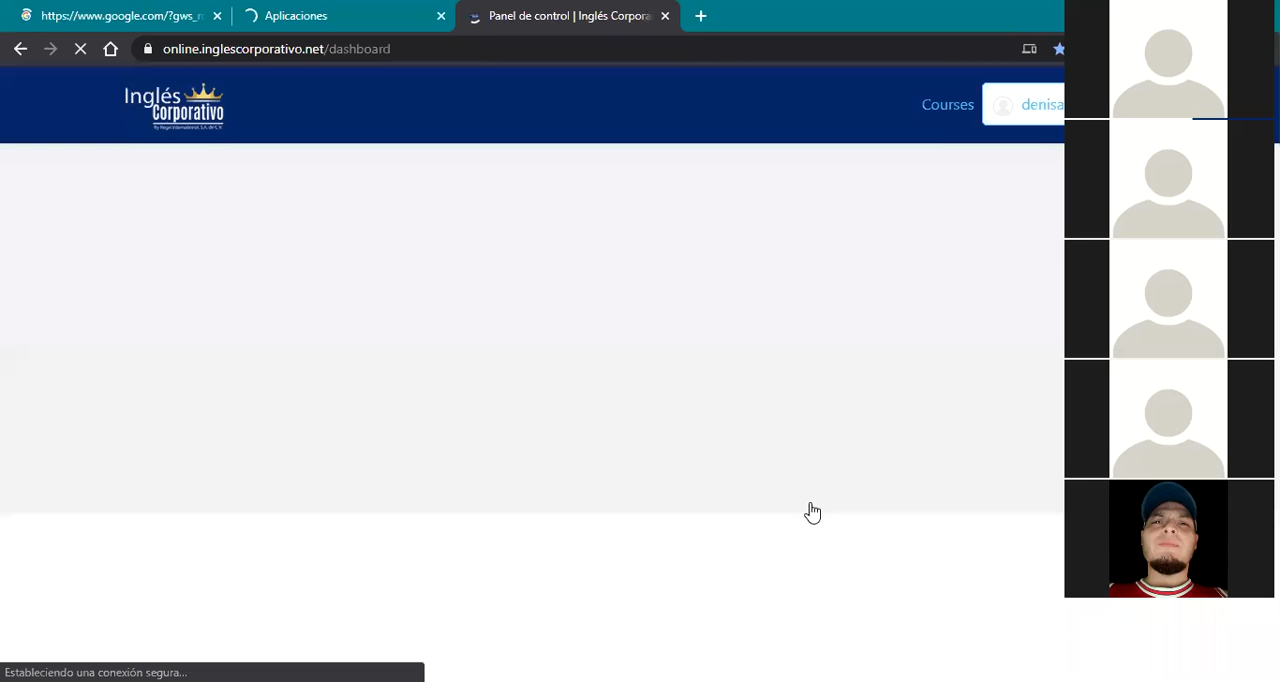 https://www.google.com/?gws_r
Aplicaciones
Panel de control | Inglés Corpora
online.inglescorporativo.net/dashboard
Inglés
Corporativo
Courses
denisa
Estableciendo una conexión segura...